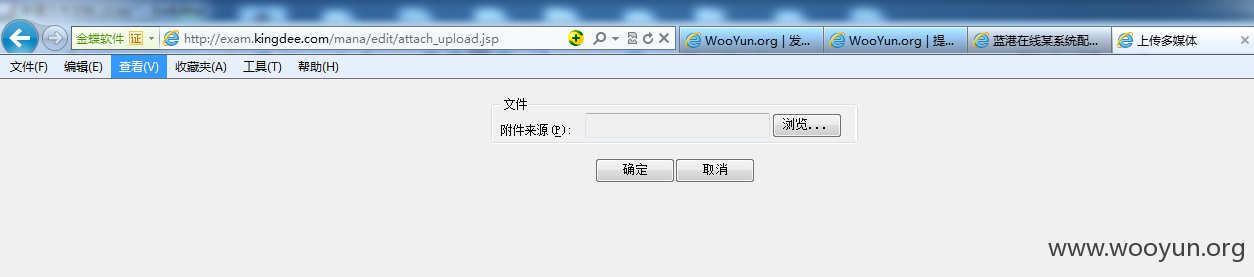 金蝶软件 证 http://exam.kingdee.com/mana/edit/attach_upload.jsp WooYun.org | 发... WooYun.org | 提... 蓝港在线某系统配... 上传多媒体
文件(F) 编辑(E) 查看(V) 收藏夹(A) 工具(T) 帮助(H)
文件
附件来源(P): 浏览...
确定 取消
www.wooyun.org